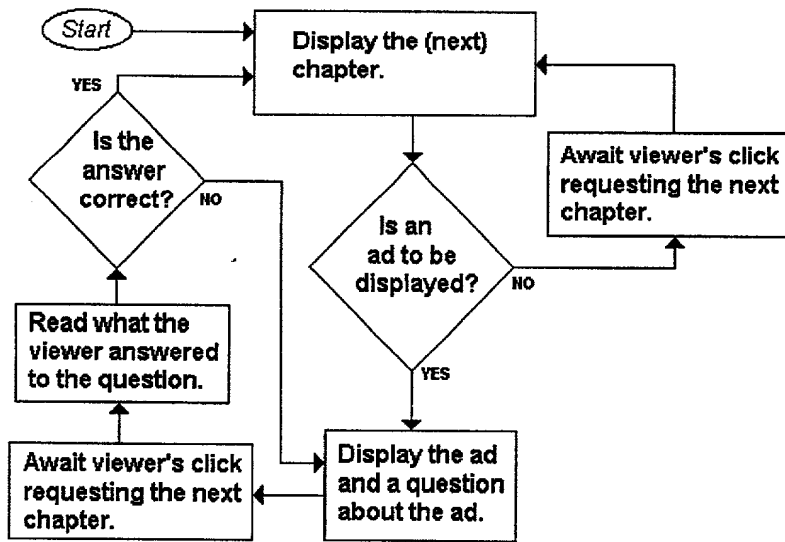 Start
Display the (next)
chapter.
YES
Is the
answer
correct?
NO
Await viewer's click
requesting the next
chapter.
Is an
ad to be
displayed?
NO
YES
Read what the
viewer answered
to the question.
Await viewer's click
requesting the next
chapter.
Display the ad
and a question
about the ad.